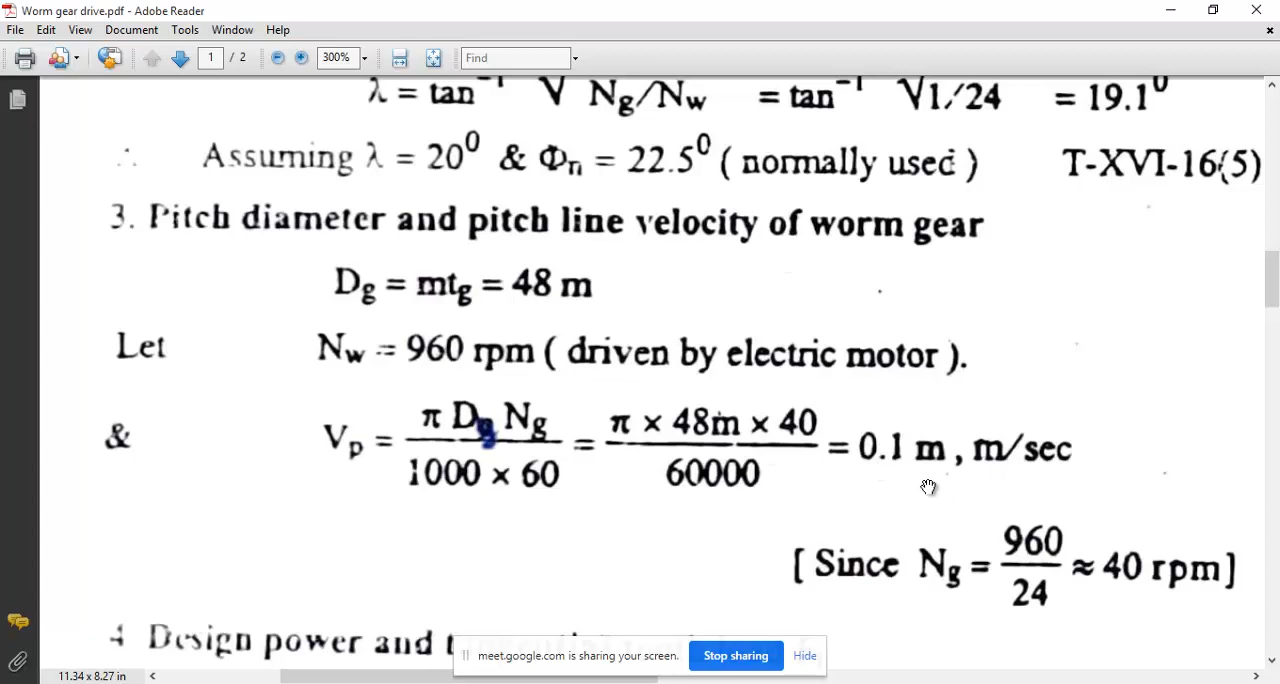 Worm gear drive.pdf - Adobe Reader
File Edit View Document Tools Window Help
1 / 2 300% Find
λ = tan⁻¹ √ Ng/Nw = tan⁻¹ √1/24 = 19.1⁰
∴ Assuming λ = 20⁰ & Φn = 22.5⁰ ( normally used ) T-XVI-16(5)
3. Pitch diameter and pitch line velocity of worm gear
Dg = mtg = 48 m
Let Nw = 960 rpm ( driven by electric motor ).
& Vp = π Dg Ng / 1000 × 60 = π × 48m × 40 / 60000 = 0.1 m , m/sec
[ Since Ng = 960 / 24 ≈ 40 rpm]
4 Design power and
meet.google.com is sharing your screen. Stop sharing Hide
11.34 x 8.27 in